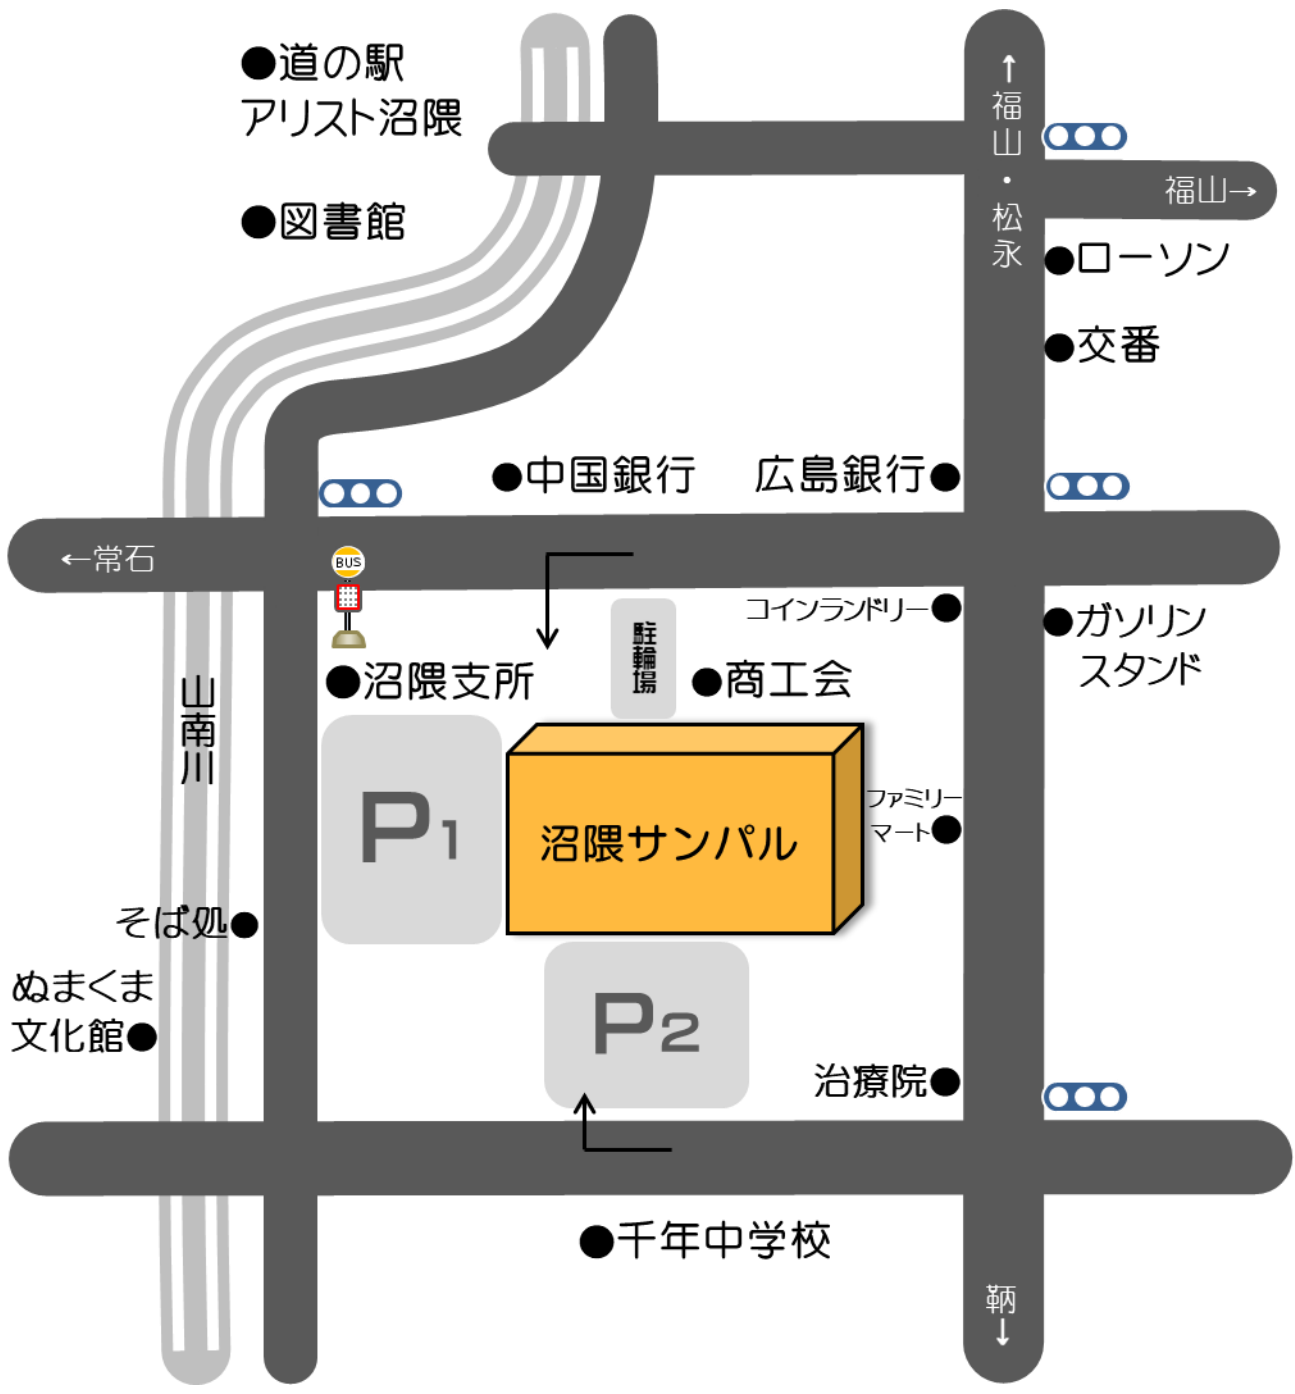 ●道の駅
アリスト沼隈
●図書館
↑福山・松永
福山→
●ローソン
●交番
●中国銀行
広島銀行●
←常石
BUS
コインランドリー●
●ガソリン
スタンド
駐輪場
●沼隈支所
●商工会
山南川
P1
沼隈サンパル
ファミリー
マート●
そば処●
ぬまくま
文化館●
P2
治療院●
●千年中学校
鞆↓